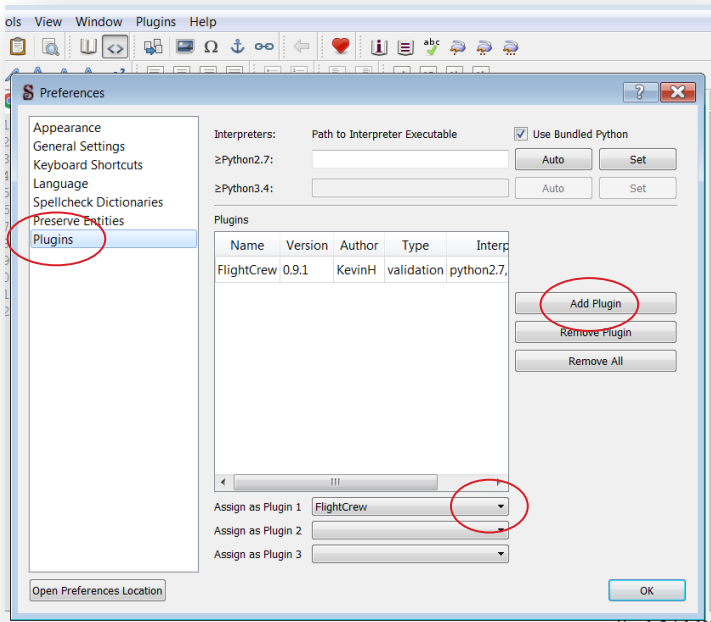 ols View Window Plugins Help
Preferences
Appearance
General Settings
Keyboard Shortcuts
Language
Spellcheck Dictionaries
Preserve Entities
Plugins
Interpreters: Path to Interpreter Executable Use Bundled Python
≥Python2.7: Auto Set
≥Python3.4: Auto Set
Plugins
Name Version Author Type Interp
FlightCrew 0.9.1 KevinH validation python2.7,
Add Plugin
Remove Plugin
Remove All
Assign as Plugin 1 FlightCrew
Assign as Plugin 2
Assign as Plugin 3
Open Preferences Location OK